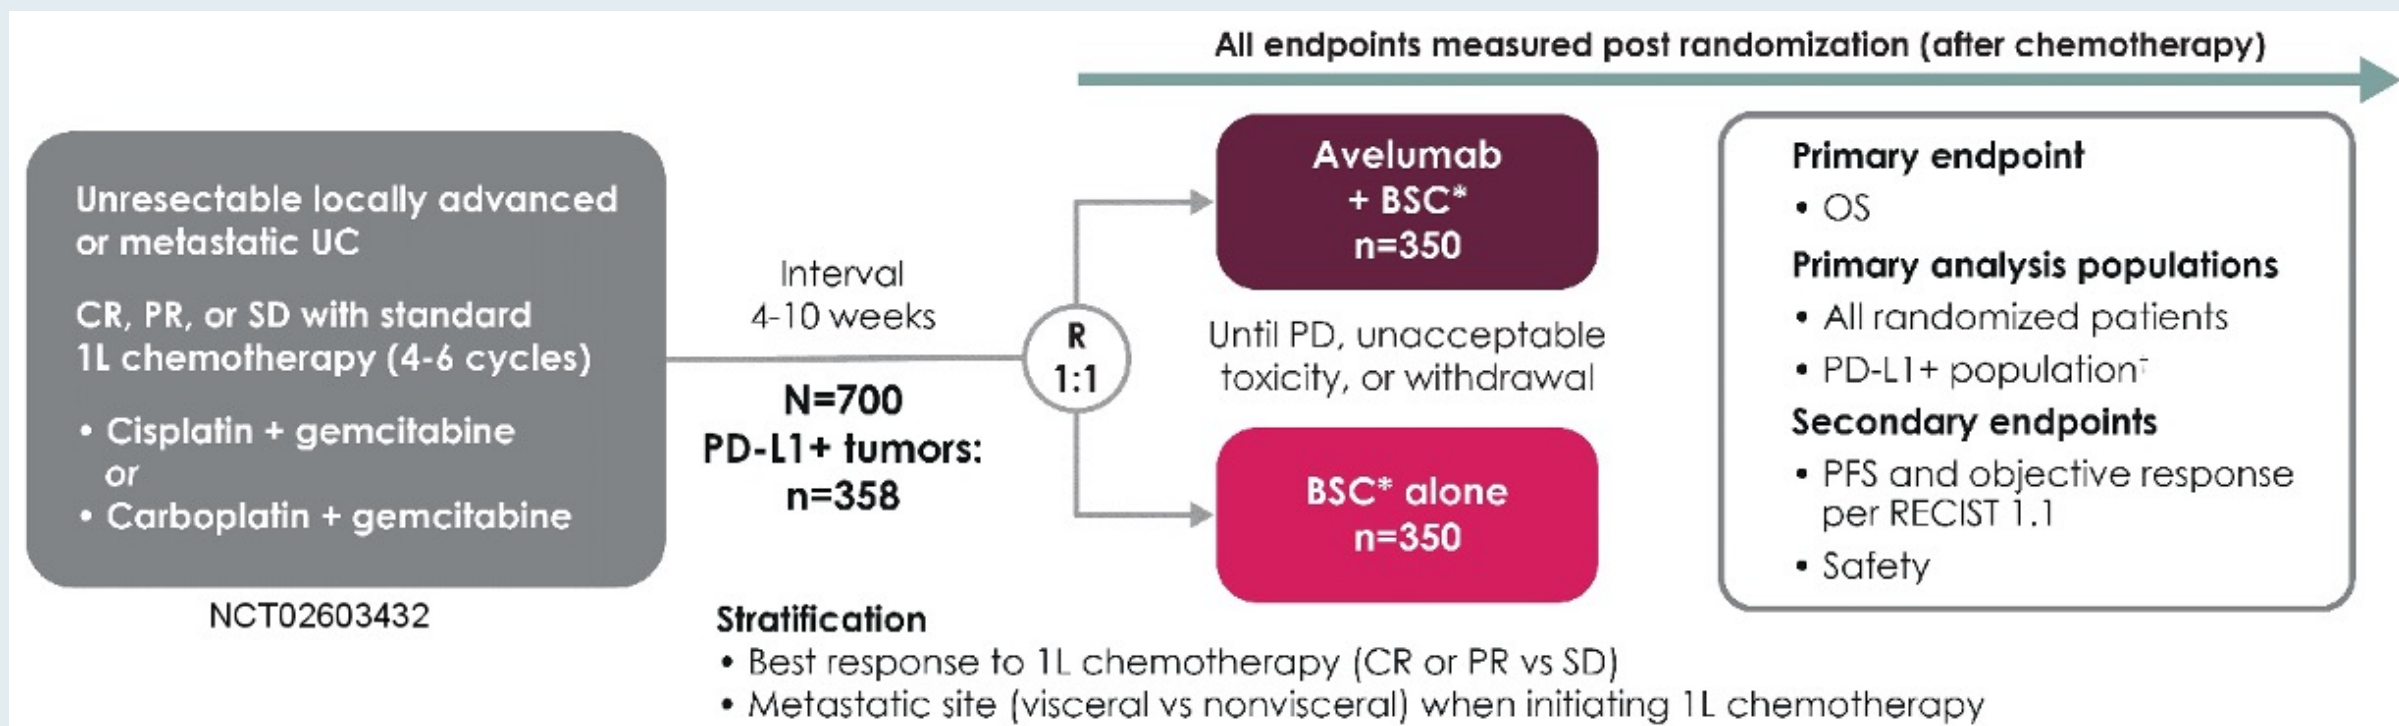 All endpoints measured post randomization (after chemotherapy)
Unresectable locally advanced
or metastatic UC
CR, PR, or SD with standard
1L chemotherapy (4-6 cycles)
• Cisplatin + gemcitabine
or
• Carboplatin + gemcitabine
NCT02603432
Interval
4-10 weeks
N=700
PD-L1+ tumors:
n=358
R
1:1
Avelumab
+ BSC*
n=350
Until PD, unacceptable
toxicity, or withdrawal
BSC* alone
n=350
Stratification
• Best response to 1L chemotherapy (CR or PR vs SD)
• Metastatic site (visceral vs nonvisceral) when initiating 1L chemotherapy
Primary endpoint
• OS
Primary analysis populations
• All randomized patients
• PD-L1+ population
Secondary endpoints
• PFS and objective response
per RECIST 1.1
• Safety